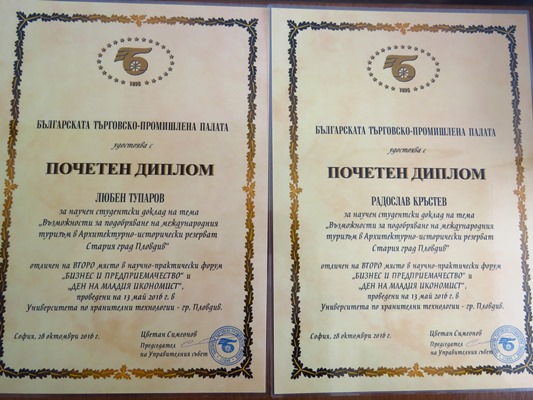 1895
БЪЛГАРСКАТА ТЪРГОВСКО-ПРОМИШЛЕНА ПАЛАТА
удостоява с
ПОЧЕТЕН ДИПЛОМ
ЛЮБЕН ТУПАРОВ
за научен студентски доклад на тема
"Възможности за подобряване на международния
туризъм в Архитектурно-исторически резерват
Стария град Пловдив"
отличен на ВТОРО място в научно-практически форум
„БИЗНЕС И ПРЕДПРИЕМАЧЕСТВО" и
„ДЕН НА МЛАДИЯ ИКОНОМИСТ",
проведени на 13 май 2016 г. в
Университета по хранителни технологии - гр. Пловдив.
София, 28 октомври 2016 г.
Цветан Симеонов
Председател
на Управителния съвет
1895
БЪЛГАРСКАТА ТЪРГОВСКО-ПРОМИШЛЕНА ПАЛАТА
удостоява с
ПОЧЕТЕН ДИПЛОМ
РАДОСЛАВ КРЪСТЕВ
за научен студентски доклад на тема
"Възможности за подобряване на международния
туризъм в Архитектурно-исторически резерват
Стария град Пловдив"
отличен на ВТОРО място в научно-практически форум
„БИЗНЕС И ПРЕДПРИЕМАЧЕСТВО" и
„ДЕН НА МЛАДИЯ ИКОНОМИСТ",
проведени на 13 май 2016 г. в
Университета по хранителни технологии - гр. Пловдив.
София, 28 октомври 2016 г.
Цветан Симеонов
Председател
на Управителния съвет